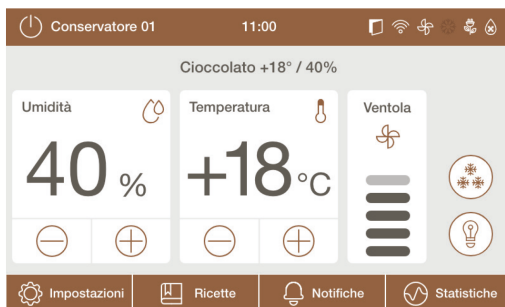 Conservatore 01 11:00
Cioccolato +18° / 40%
Umidità Temperatura Ventola
40 % +18 °C
Impostazioni Ricette Notifiche Statistiche